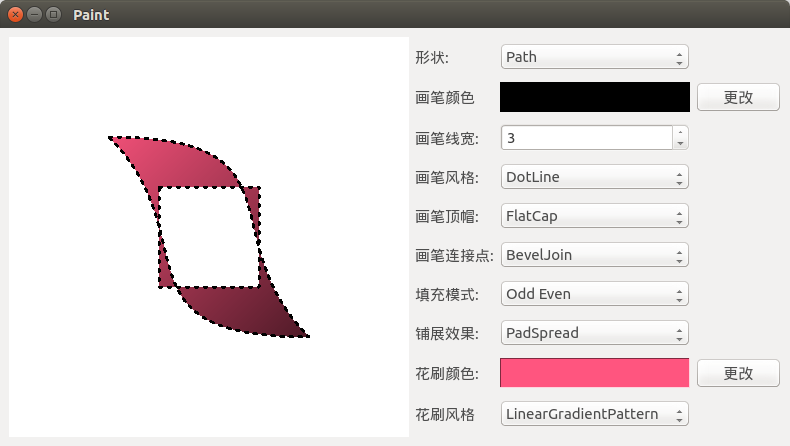 Paint
形状: Path
画笔颜色 更改
画笔线宽: 3
画笔风格: DotLine
画笔顶帽: FlatCap
画笔连接点: BevelJoin
填充模式: Odd Even
铺展效果: PadSpread
花刷颜色: 更改
花刷风格 LinearGradientPattern